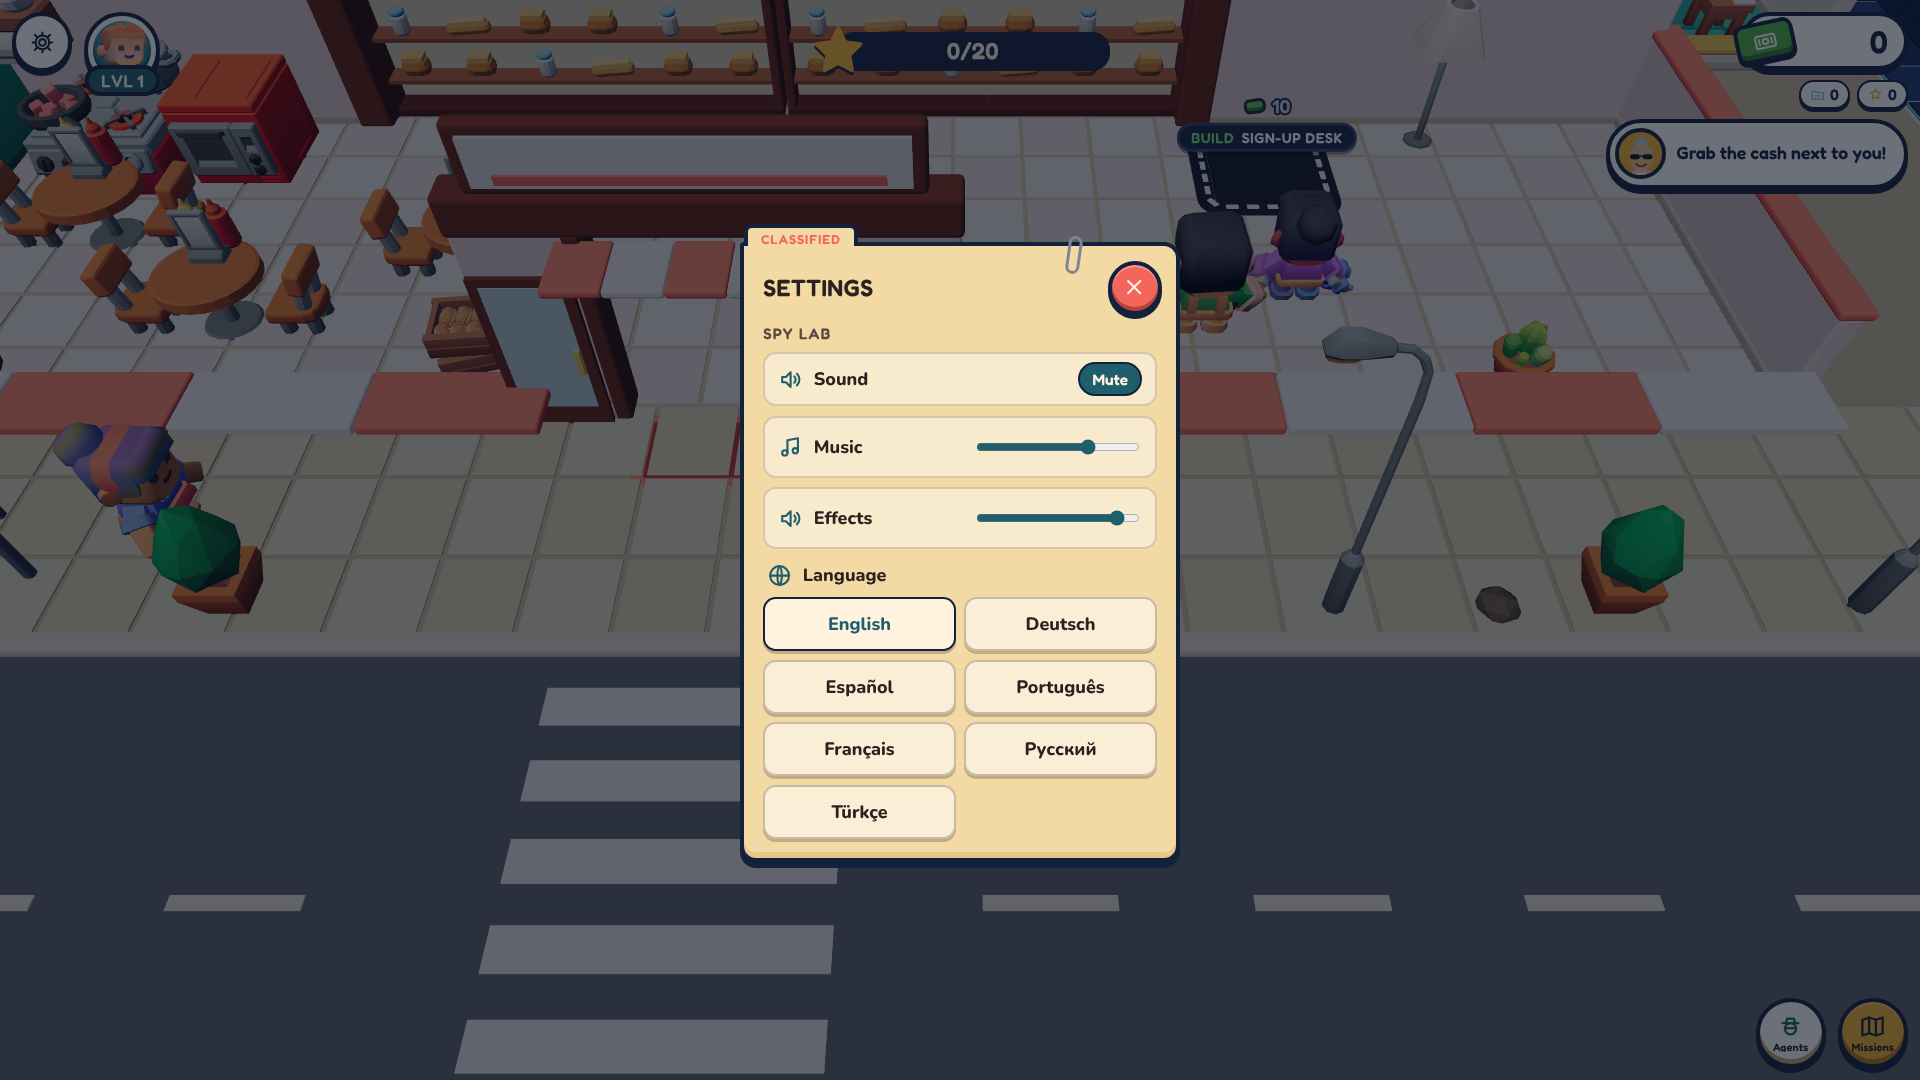 LVL 1
0/20
0
0
0
10
BUILD SIGN-UP DESK
Grab the cash next to you!
CLASSIFIED
SETTINGS
SPY LAB
Sound
Mute
Music
Effects
Language
English
Deutsch
Español
Português
Français
Русский
Türkçe
Agents
Missions